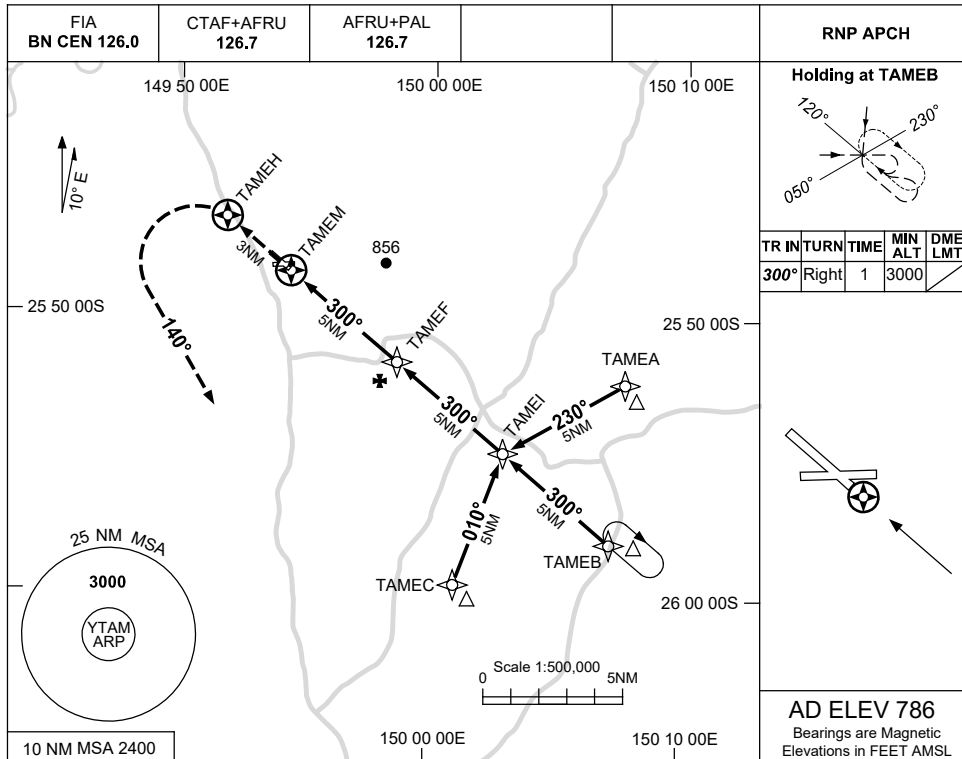 FIA
BN CEN 126.0
CTAF+AFRU
126.7
AFRU+PAL
126.7
RNP APCH
149 50 00E
150 00 00E
150 10 00E
Holding at TAMEB
120°
230°
050°
TR IN TURN TIME MIN ALT DME LMT
300° Right 1 3000
10° E
TAMEH
TAMEM
3NM
856
25 50 00S
25 50 00S
140°
300°
5NM
TAMEF
TAMEA
300°
5NM
TAMEI
230°
5NM
010°
5NM
300°
5NM
TAMEC
TAMEB
26 00 00S
25 NM MSA
3000
YTAM
ARP
Scale 1:500,000
0 5NM
10 NM MSA 2400
150 00 00E
150 10 00E
AD ELEV 786
Bearings are Magnetic
Elevations in FEET AMSL